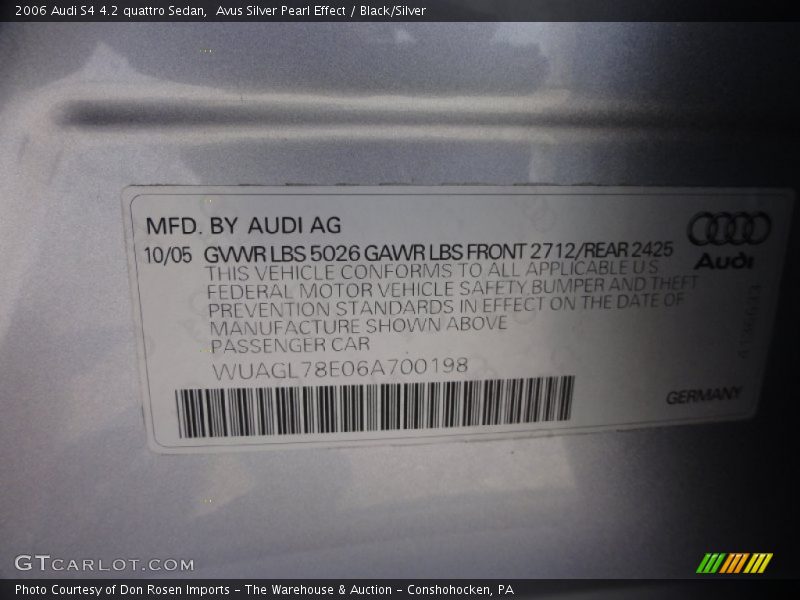 2006 Audi S4 4.2 quattro Sedan, Avus Silver Pearl Effect / Black/Silver
MFD. BY AUDI AG
10/05 GVWR LBS 5026 GAWR LBS FRONT 2712/REAR 2425
Audi
THIS VEHICLE CONFORMS TO ALL APPLICABLE U.S
FEDERAL MOTOR VEHICLE SAFETY, BUMPER AND THEFT
PREVENTION STANDARDS IN EFFECT ON THE DATE OF
MANUFACTURE SHOWN ABOVE
PASSENGER CAR
WUAGL78E06A700198
GERMANY
GTCARLOT.COM
Photo Courtesy of Don Rosen Imports - The Warehouse & Auction - Conshohocken, PA